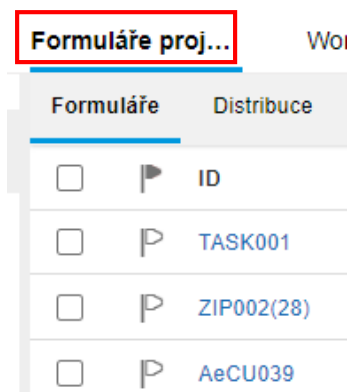 Formuláře proj... Wor
Formuláře Distribuce
ID
TASK001
ZIP002(28)
AeCU039